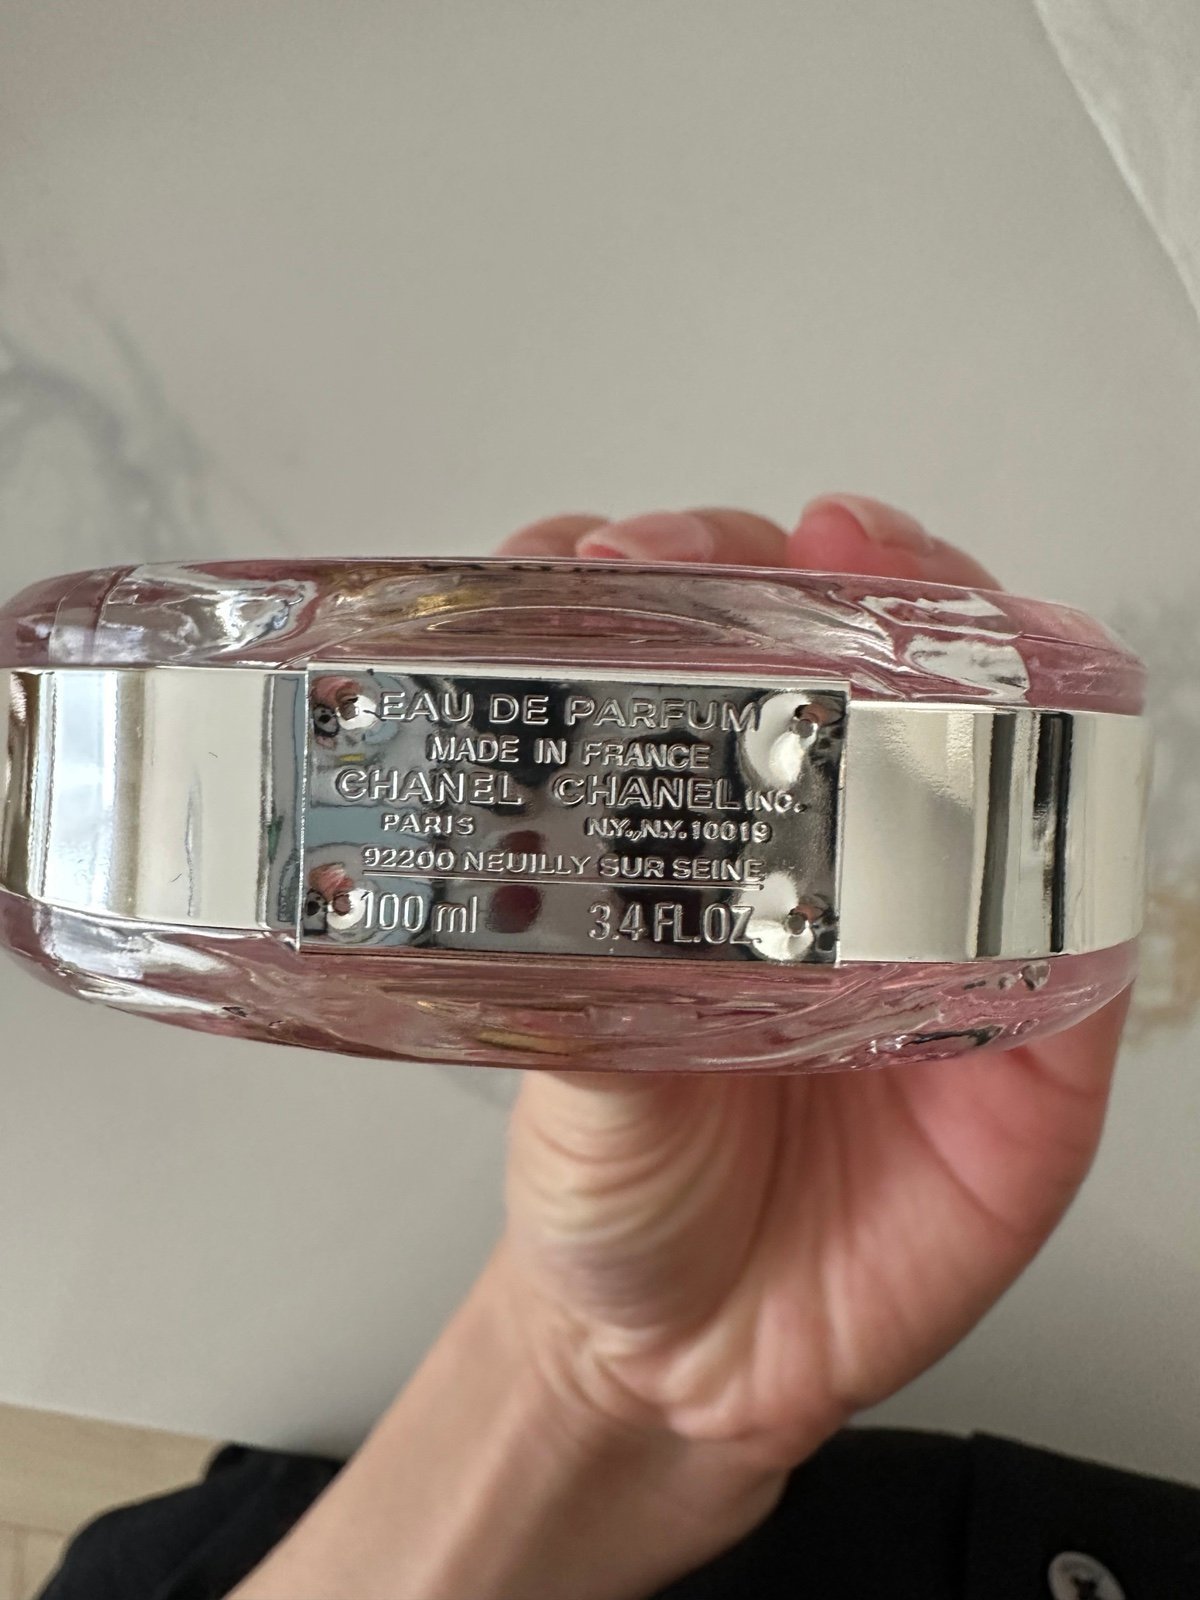 EAU DE PARFUM
MADE IN FRANCE
CHANEL CHANEL INC.
PARIS N.Y., N.Y. 10019
92200 NEUILLY SUR SEINE
100 ml 3.4 FL.OZ.